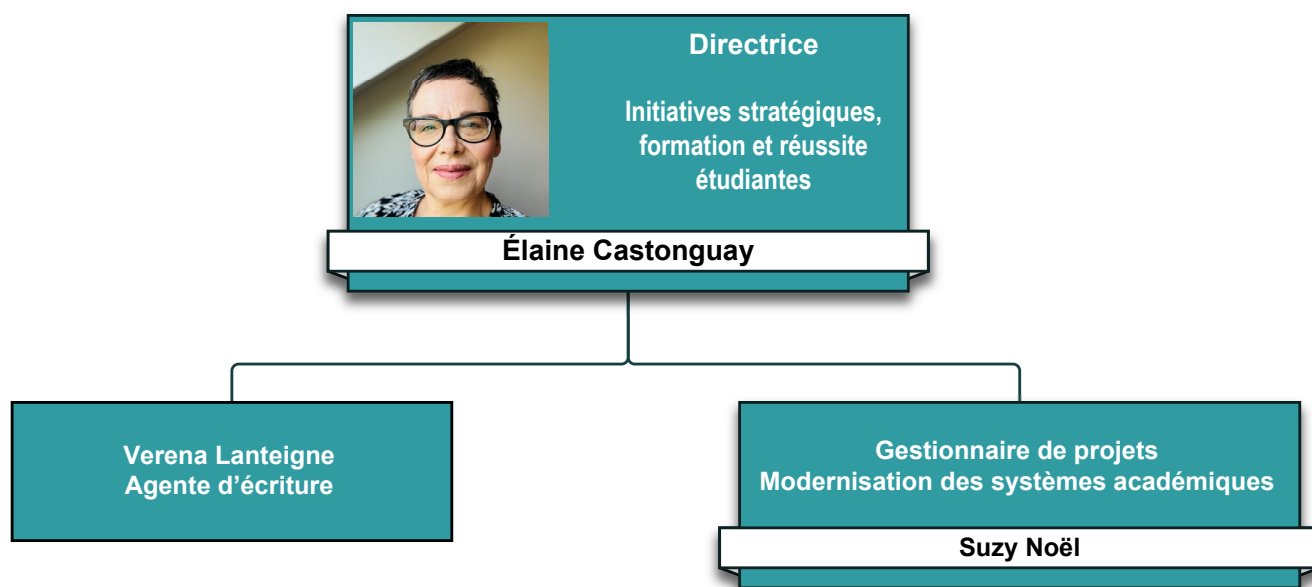 Directrice
Initiatives stratégiques,
formation et réussite
étudiantes
Élaine Castonguay
Verena Lanteigne
Agente d’écriture
Gestionnaire de projets
Modernisation des systèmes académiques
Suzy Noël